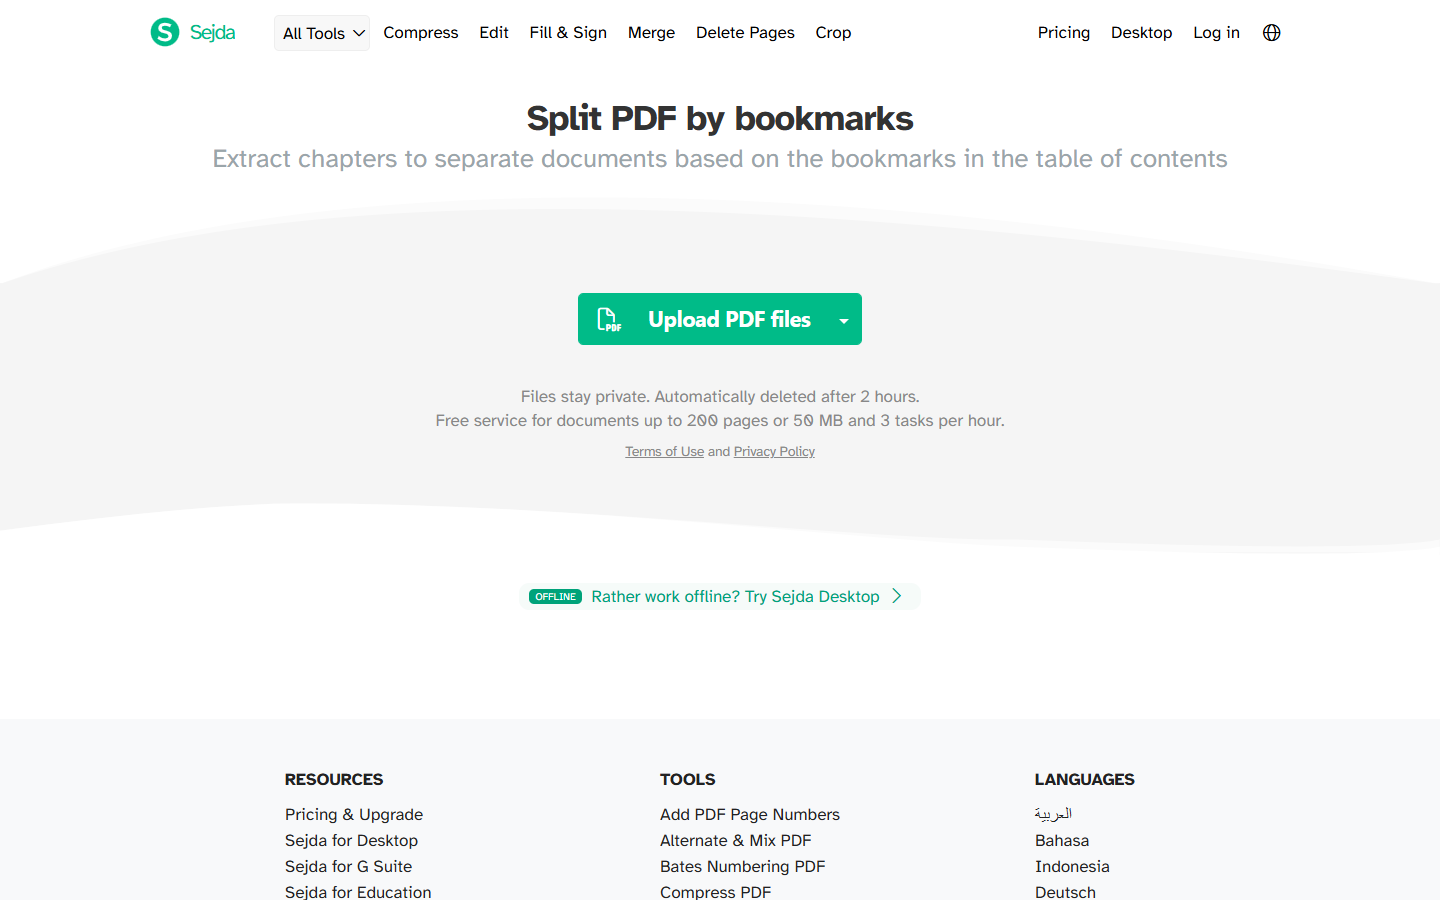 Sejda
All Tools
Compress
Edit
Fill & Sign
Merge
Delete Pages
Crop
Pricing
Desktop
Log in
Split PDF by bookmarks
Extract chapters to separate documents based on the bookmarks in the table of contents
PDF
Upload PDF files
Files stay private. Automatically deleted after 2 hours.
Free service for documents up to 200 pages or 50 MB and 3 tasks per hour.
Terms of Use and Privacy Policy
OFFLINE Rather work offline? Try Sejda Desktop
RESOURCES
Pricing & Upgrade
Sejda for Desktop
Sejda for G Suite
Sejda for Education
TOOLS
Add PDF Page Numbers
Alternate & Mix PDF
Bates Numbering PDF
Compress PDF
LANGUAGES
العربية
Bahasa
Indonesia
Deutsch